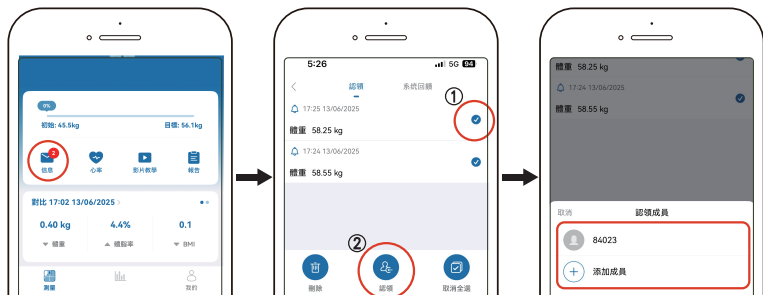 0%
初始: 45.5kg
目標: 56.1kg
2
信息
心率
影片教學
報告
對比 17:02 13/06/2025 >
0.40 kg
4.4%
0.1
體重
體脂率
BMI
測量
我的
5:26
5G 94
認領
系統回饋
①
17:25 13/06/2025
體重 58.25 kg
17:24 13/06/2025
體重 58.55 kg
②
刪除
認領
取消全選
體重 58.25 kg
17:24 13/06/2025
體重 58.55 kg
取消
認領成員
84023
添加成員